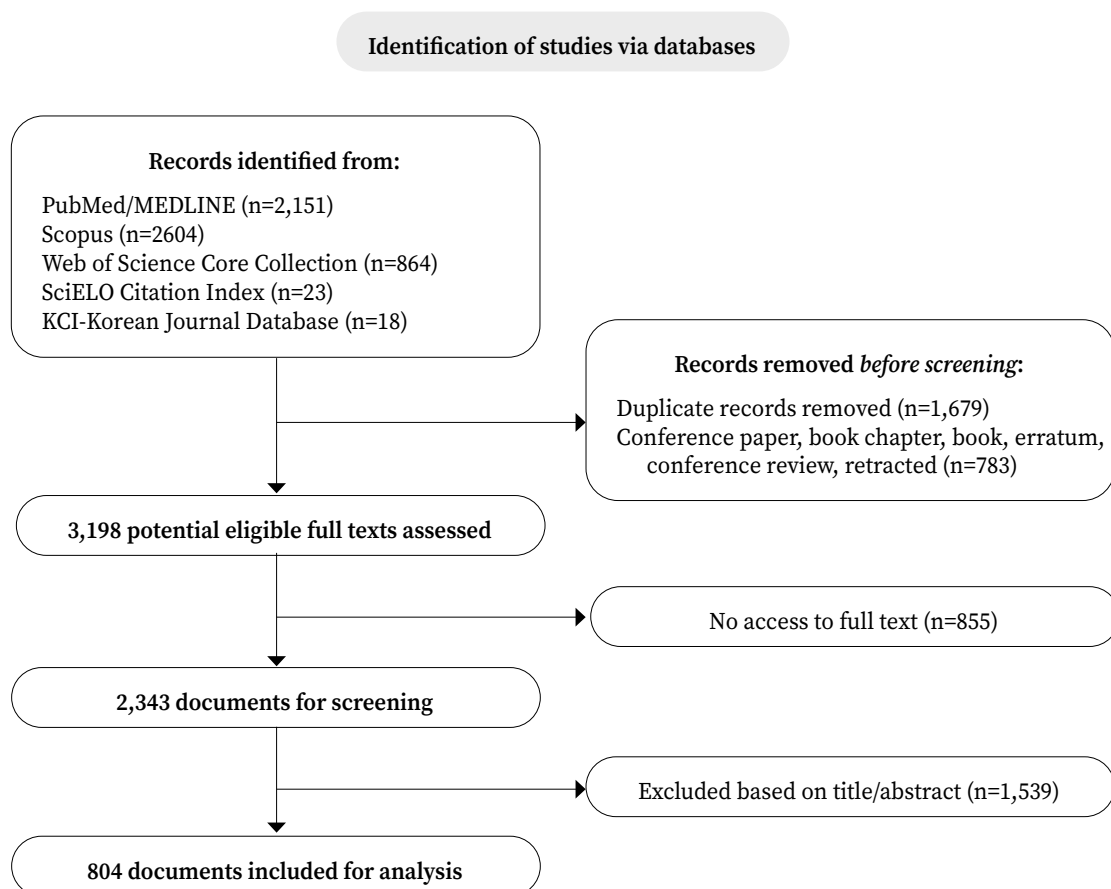 Identification of studies via databases
Records identified from:
PubMed/MEDLINE (n=2,151)
Scopus (n=2604)
Web of Science Core Collection (n=864)
SciELO Citation Index (n=23)
KCI-Korean Journal Database (n=18)
Records removed before screening:
Duplicate records removed (n=1,679)
Conference paper, book chapter, book, erratum,
conference review, retracted (n=783)
3,198 potential eligible full texts assessed
No access to full text (n=855)
2,343 documents for screening
Excluded based on title/abstract (n=1,539)
804 documents included for analysis